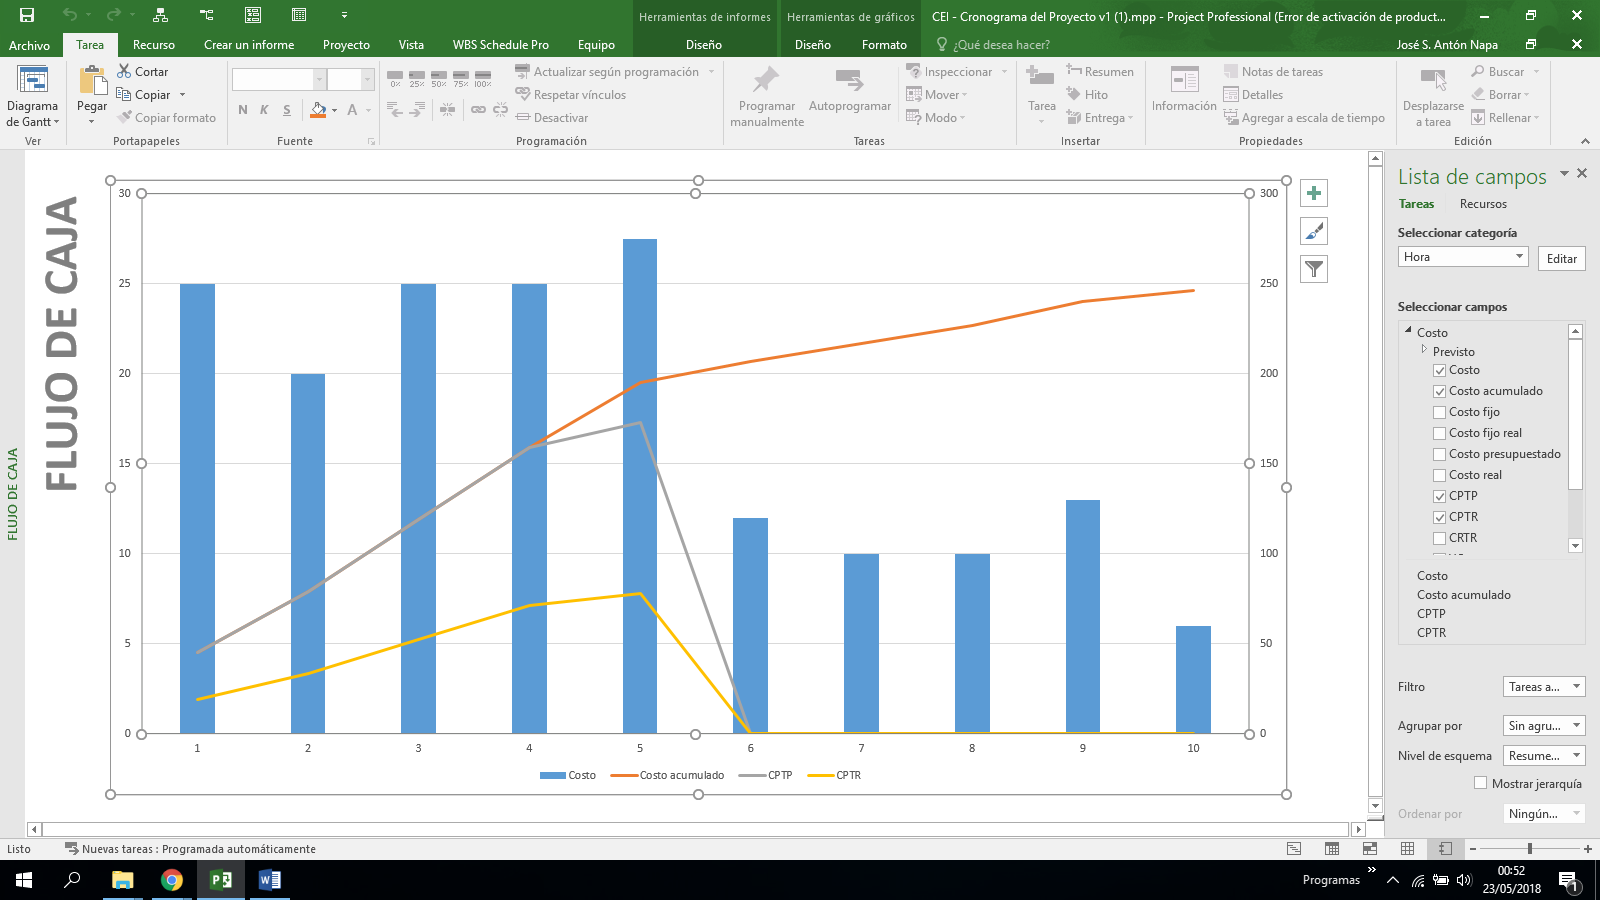 Herramientas de informes
Herramientas de gráficos
CEI - Cronograma del Proyecto v1 (1).mpp - Project Professional (Error de activación de product...
Archivo
Tarea
Recurso
Crear un informe
Proyecto
Vista
WBS Schedule Pro
Equipo
Diseño
Diseño
Formato
¿Qué desea hacer?
José S. Antón Napa
Diagrama
de Gantt
Ver
Pegar
Cortar
Copiar
Copiar formato
Portapapeles
N K S
A
Fuente
0% 25% 50% 75% 100%
Actualizar según programación
Respetar vínculos
Desactivar
Programación
Programar
manualmente
Autoprogramar
Inspeccionar
Mover
Modo
Tareas
Tarea
Resumen
Hito
Entrega
Insertar
Información
Notas de tareas
Detalles
Agregar a escala de tiempo
Propiedades
Desplazarse
a tarea
Buscar
Borrar
Rellenar
Edición
FLUJO DE CAJA
FLUJO DE CAJA
30
25
20
15
10
5
0
300
250
200
150
100
50
0
1 2 3 4 5 6 7 8 9 10
Costo Costo acumulado CPTP CPTR
Lista de campos
Tareas Recursos
Seleccionar categoría
Hora
Editar
Seleccionar campos
Costo
Previsto
Costo
Costo acumulado
Costo fijo
Costo fijo real
Costo presupuestado
Costo real
CPTP
CPTR
CRTR
Costo
Costo acumulado
CPTP
CPTR
Filtro Tareas a...
Agrupar por Sin agru...
Nivel de esquema Resume...
Mostrar jerarquía
Ordenar por Ningún...
Listo
Nuevas tareas : Programada automáticamente
Programas
00:52
23/05/2018
1